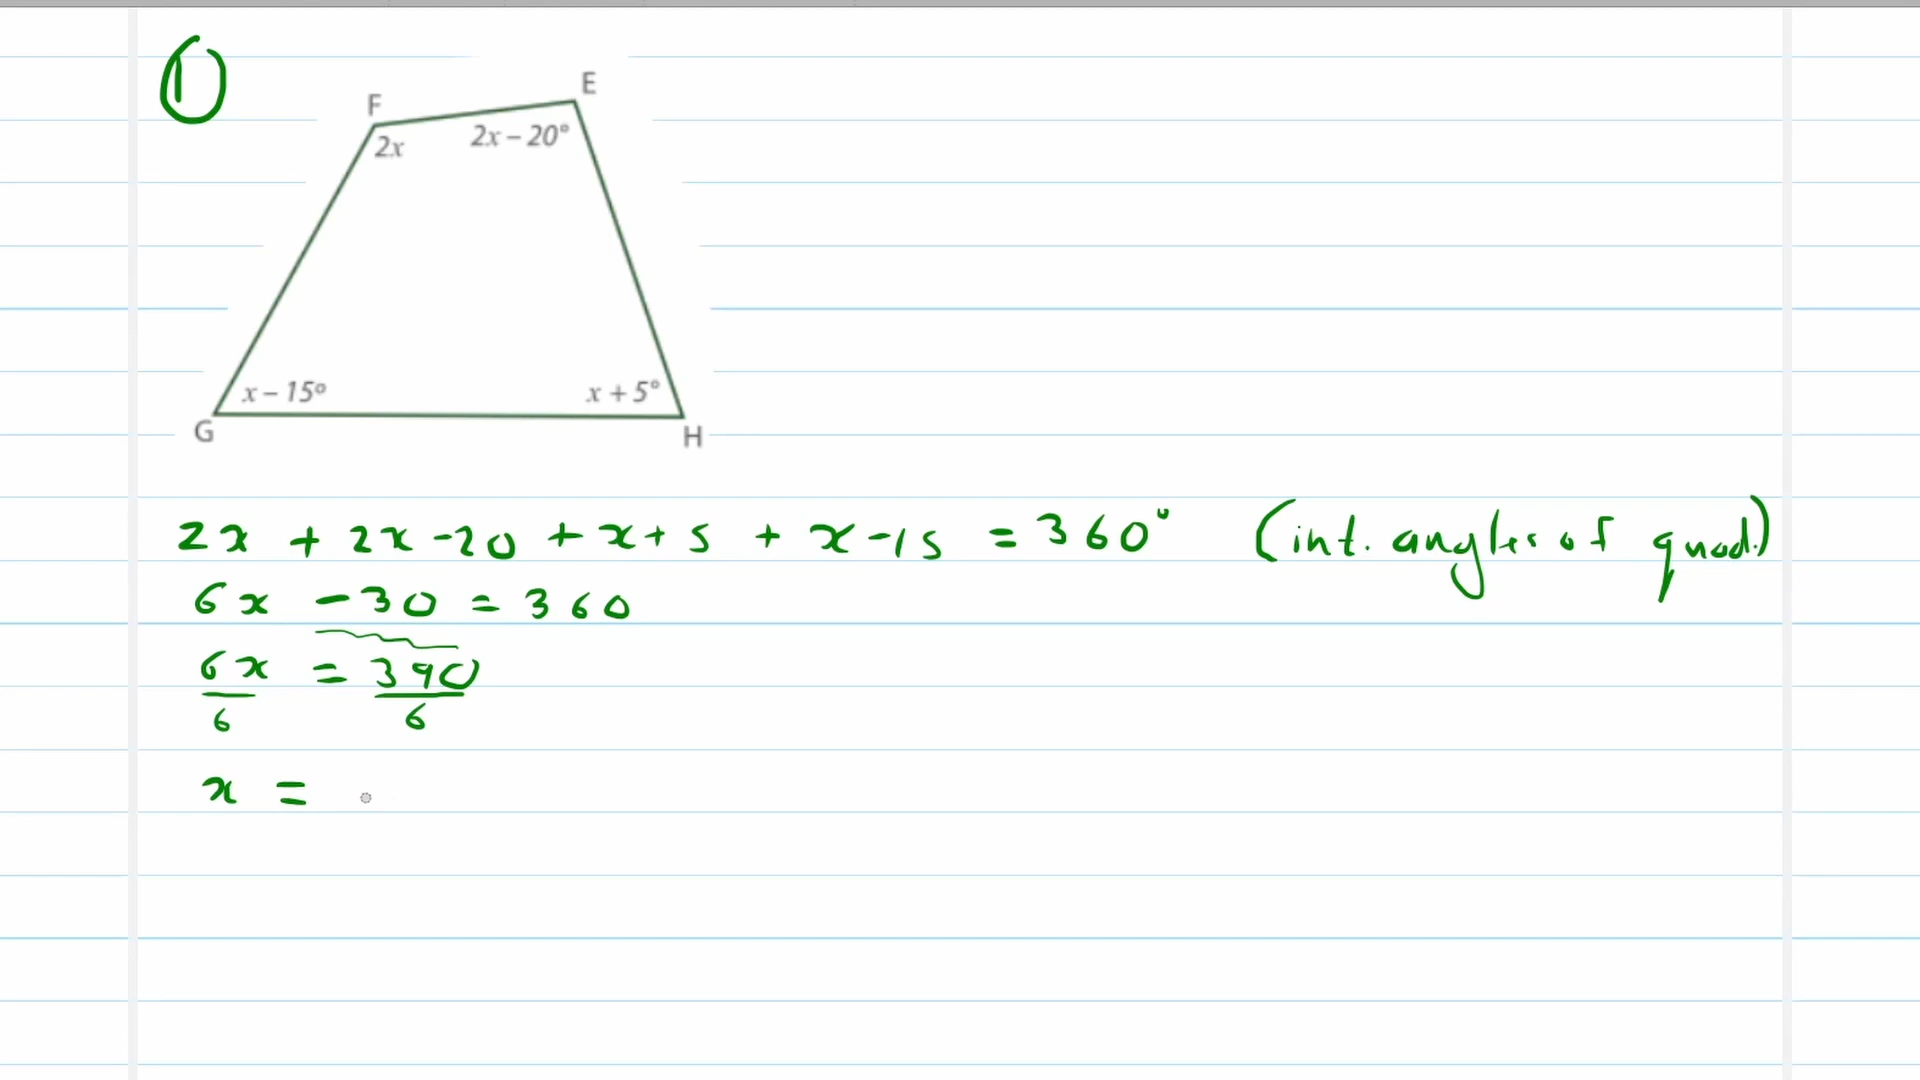 1
E
F
2x
2x – 20°
x – 15°
x + 5°
G
H
2x + 2x - 20 + x + 5 + x - 15 = 360° (int. angles of quad.)
6x - 30 = 360
6x = 390
6 6
x =